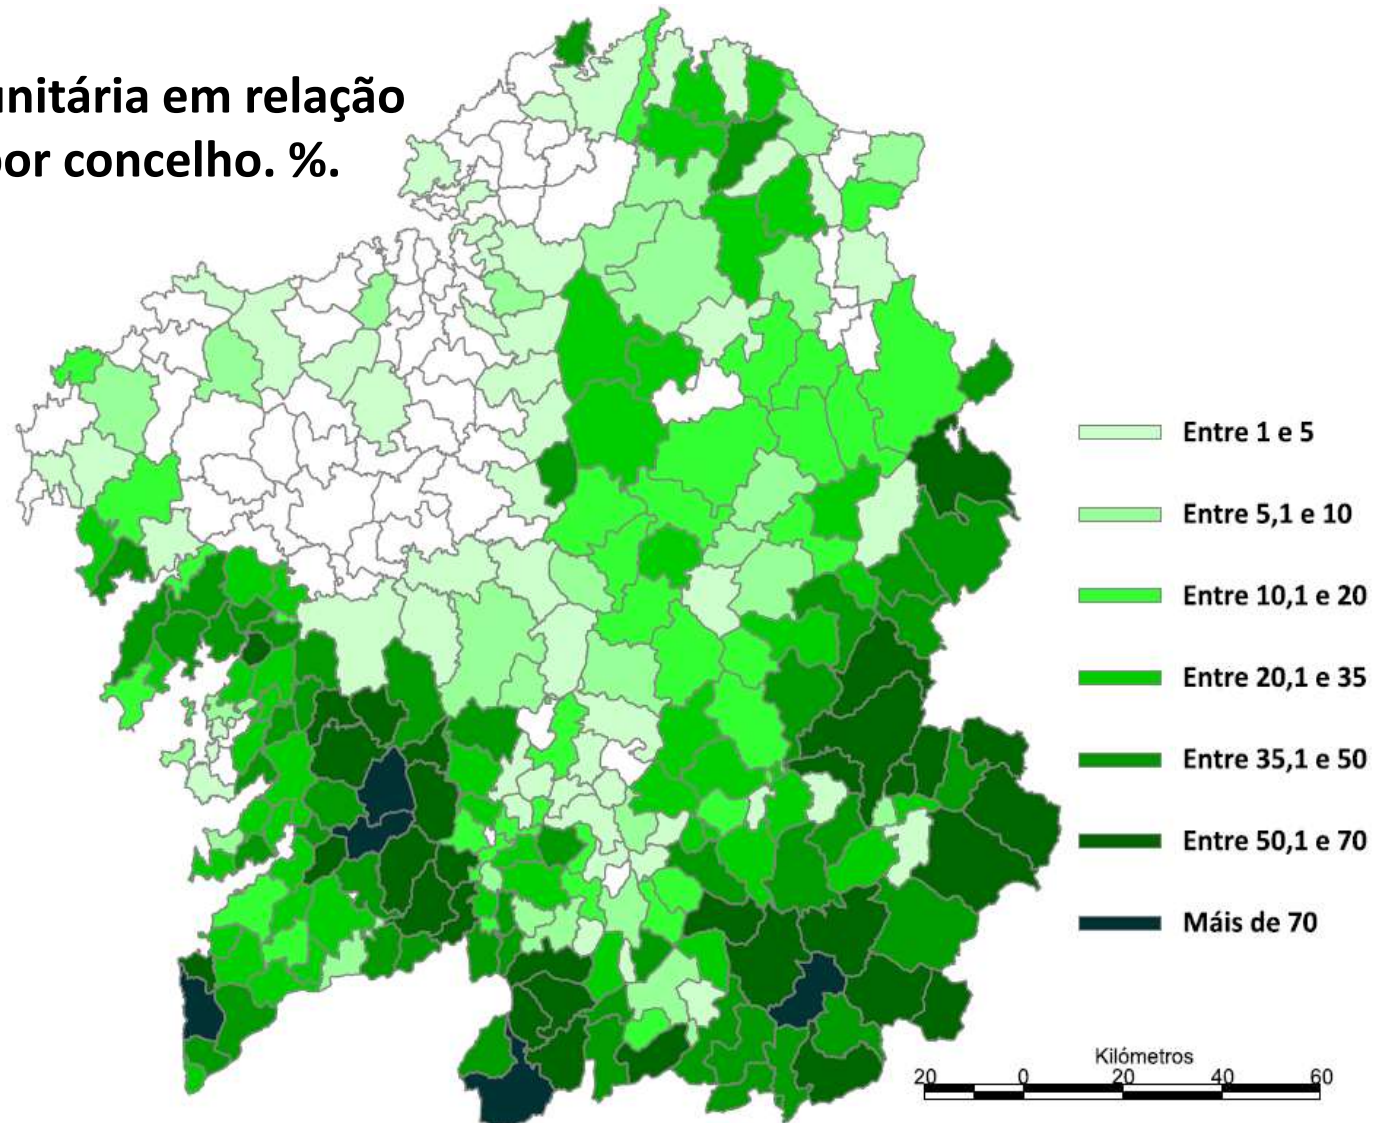 unitária em relação
por concelho. %.
Entre 1 e 5
Entre 5,1 e 10
Entre 10,1 e 20
Entre 20,1 e 35
Entre 35,1 e 50
Entre 50,1 e 70
Máis de 70
Kilómetros
20 0 20 40 60